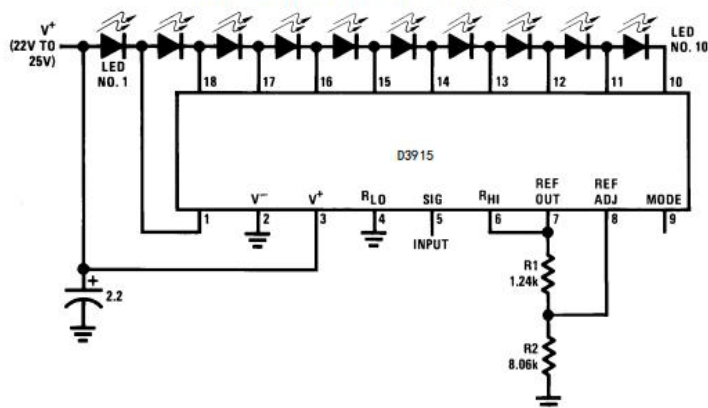 V+
(22V TO
25V)
LED
NO. 1
LED
NO. 10
18
17
16
15
14
13
12
11
10
D3915
V−
V+
RLO
SIG
RHI
REF
OUT
REF
ADJ
MODE
1
2
3
4
5
6
7
8
9
INPUT
+
2.2
R1
1.24k
R2
8.06k